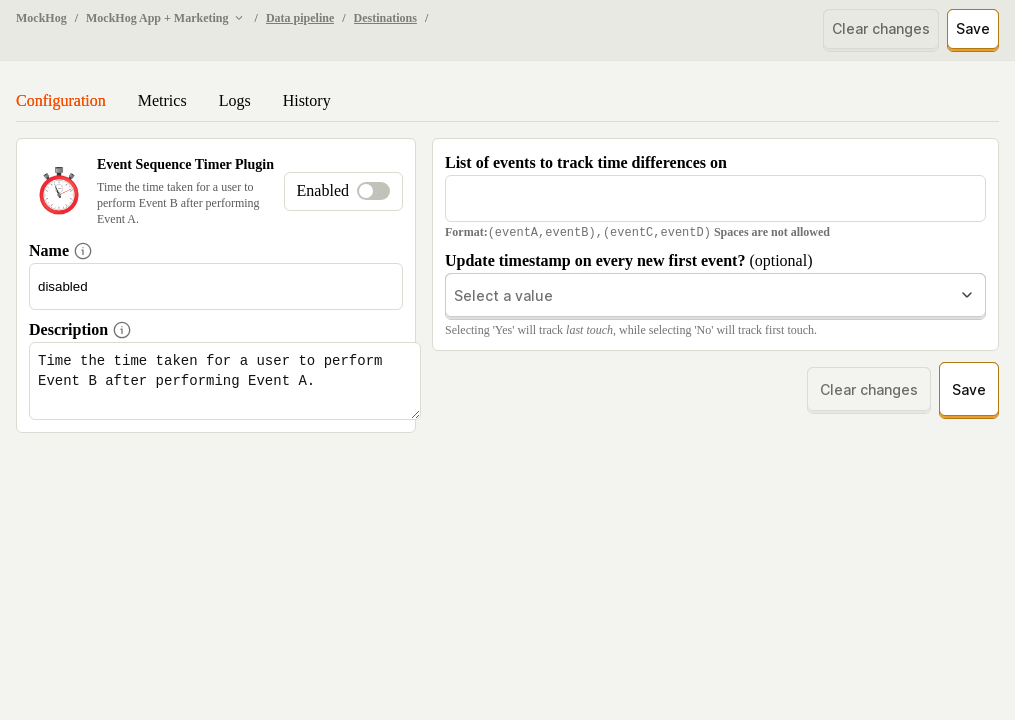 MockHog / MockHog App + Marketing / Data pipeline / Destinations /
Clear changes Save
Configuration Metrics Logs History
Event Sequence Timer Plugin
Time the time taken for a user to
perform Event B after performing
Event A.
Enabled
Name
disabled
Description
Time the time taken for a user to perform
Event B after performing Event A.
List of events to track time differences on
Format:(eventA,eventB),(eventC,eventD) Spaces are not allowed
Update timestamp on every new first event? (optional)
Select a value
Selecting 'Yes' will track last touch, while selecting 'No' will track first touch.
Clear changes Save